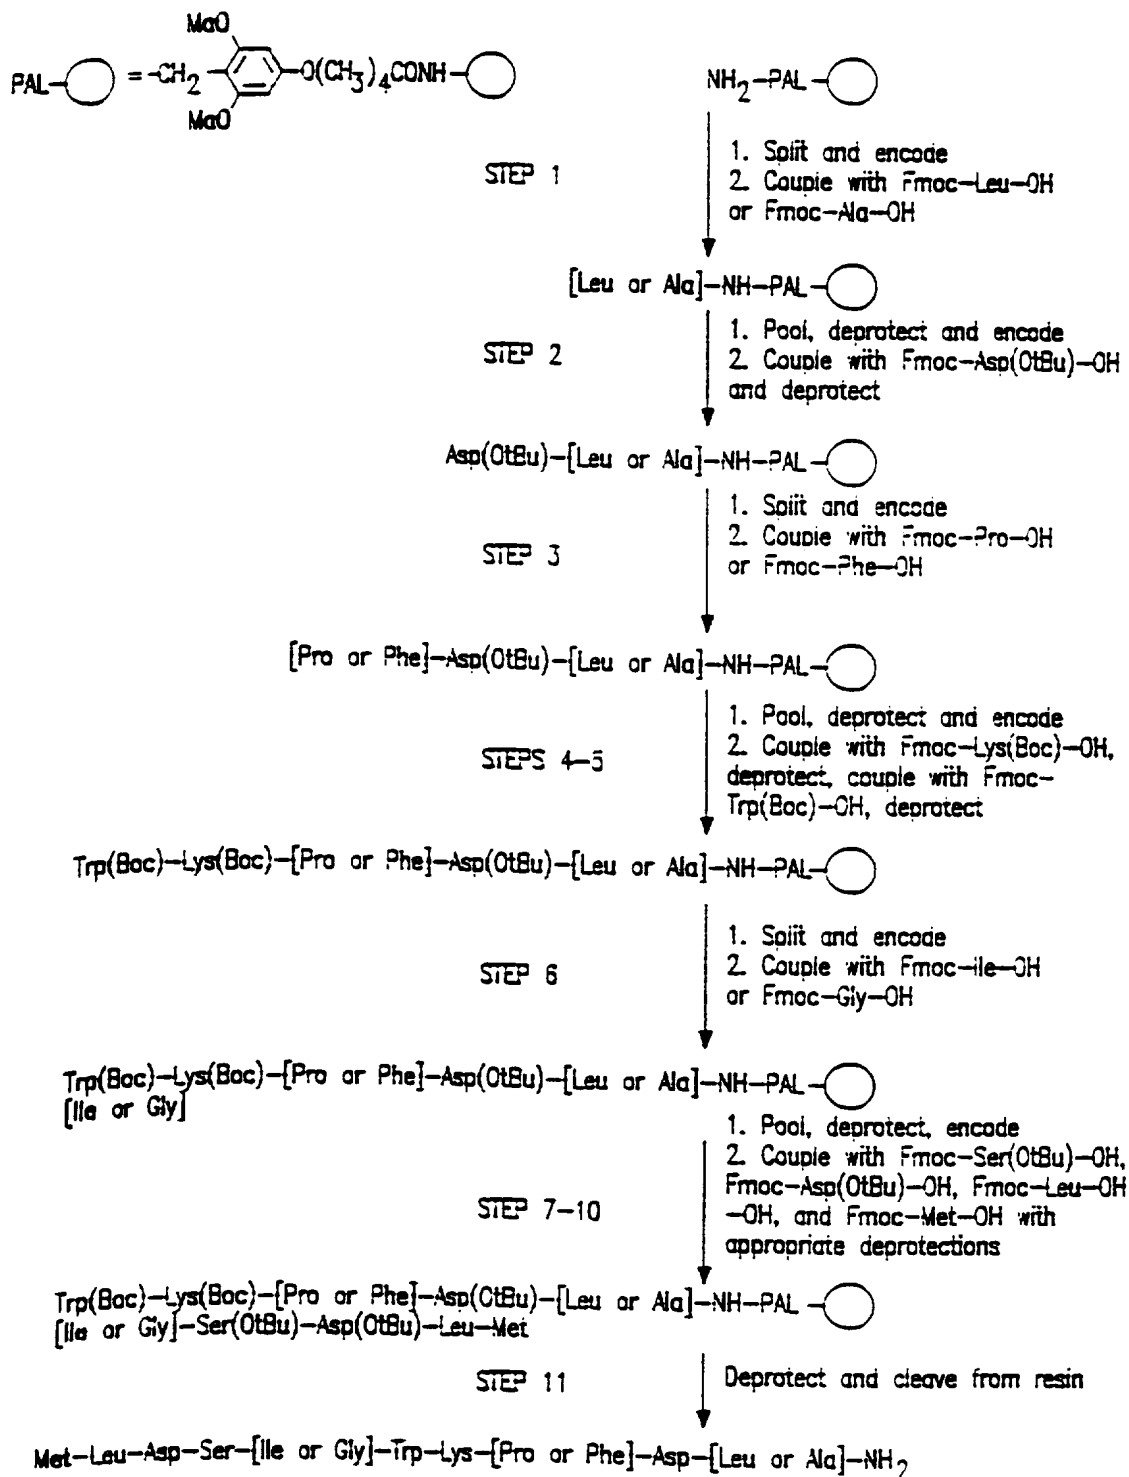 MaO
PAL– =–CH2– –O(CH3)4CONH–
MaO
NH2–PAL–
STEP 1
1. Split and encode
2. Couple with Fmoc–Leu–OH
or Fmoc–Ala–OH
[Leu or Ala]–NH–PAL–
STEP 2
1. Pool, deprotect and encode
2. Couple with Fmoc–Asp(OtBu)–OH
and deprotect
Asp(OtBu)–[Leu or Ala]–NH–PAL–
STEP 3
1. Split and encode
2. Couple with Fmoc–Pro–OH
or Fmoc–Phe–OH
[Pro or Phe]–Asp(OtBu)–[Leu or Ala]–NH–PAL–
STEPS 4–5
1. Pool, deprotect and encode
2. Couple with Fmoc–Lys(Boc)–OH,
deprotect, couple with Fmoc–
Trp(Boc)–OH, deprotect
Trp(Boc)–Lys(Boc)–[Pro or Phe]–Asp(OtBu)–[Leu or Ala]–NH–PAL–
STEP 6
1. Split and encode
2. Couple with Fmoc–Ile–OH
or Fmoc–Gly–OH
Trp(Boc)–Lys(Boc)–[Pro or Phe]–Asp(OtBu)–[Leu or Ala]–NH–PAL–
[Ile or Gly]
STEP 7–10
1. Pool, deprotect, encode
2. Couple with Fmoc–Ser(OtBu)–OH,
Fmoc–Asp(OtBu)–OH, Fmoc–Leu–OH
–OH, and Fmoc–Met–OH with
appropriate deprotections
Trp(Boc)–Lys(Boc)–[Pro or Phe]–Asp(OtBu)–[Leu or Ala]–NH–PAL–
[Ile or Gly]–Ser(OtBu)–Asp(OtBu)–Leu–Met
STEP 11
Deprotect and cleave from resin
Met–Leu–Asp–Ser–[Ile or Gly]–Trp–Lys–[Pro or Phe]–Asp–[Leu or Ala]–NH2